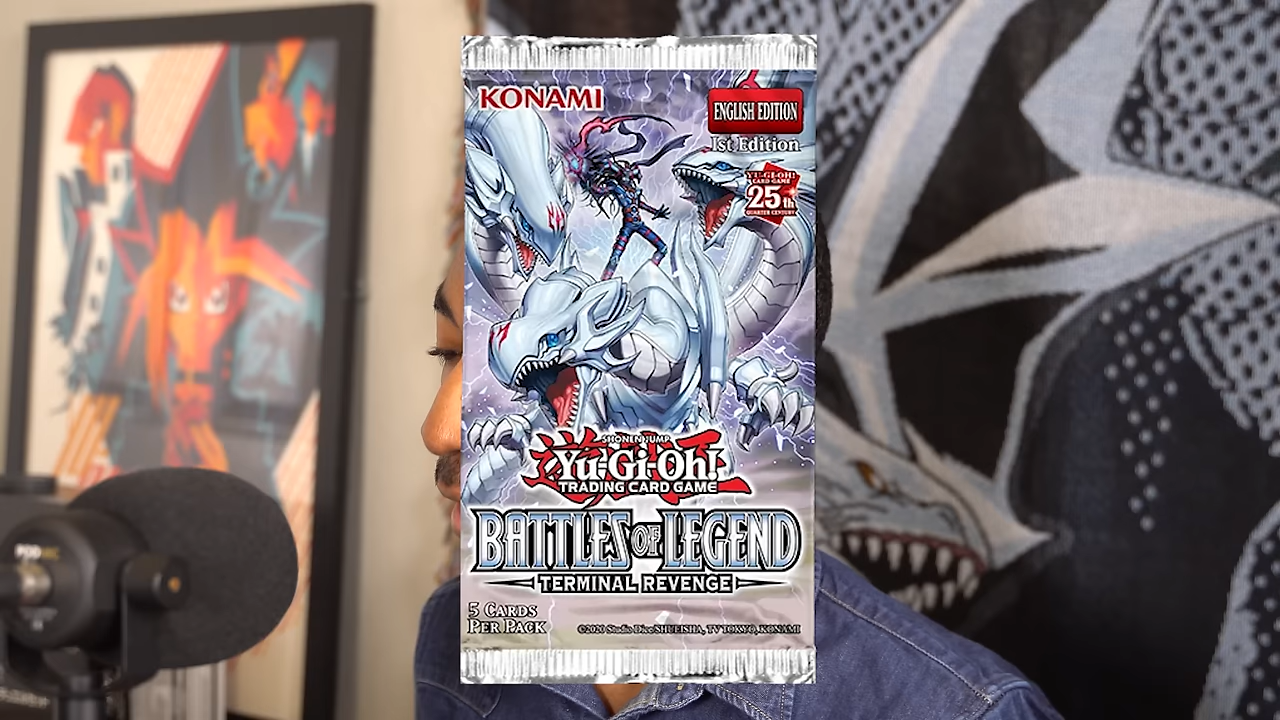 KONAMI
ENGLISH EDITION
1st Edition
YU-GI-OH!
CARD GAME
25th
QUARTER CENTURY
SHONEN JUMP
Yu-Gi-Oh!
TRADING CARD GAME
BATTLES OF LEGEND
TERMINAL REVENGE
5 CARDS
PER PACK
©2020 Studio Dice/SHUEISHA, TV TOKYO, KONAMI